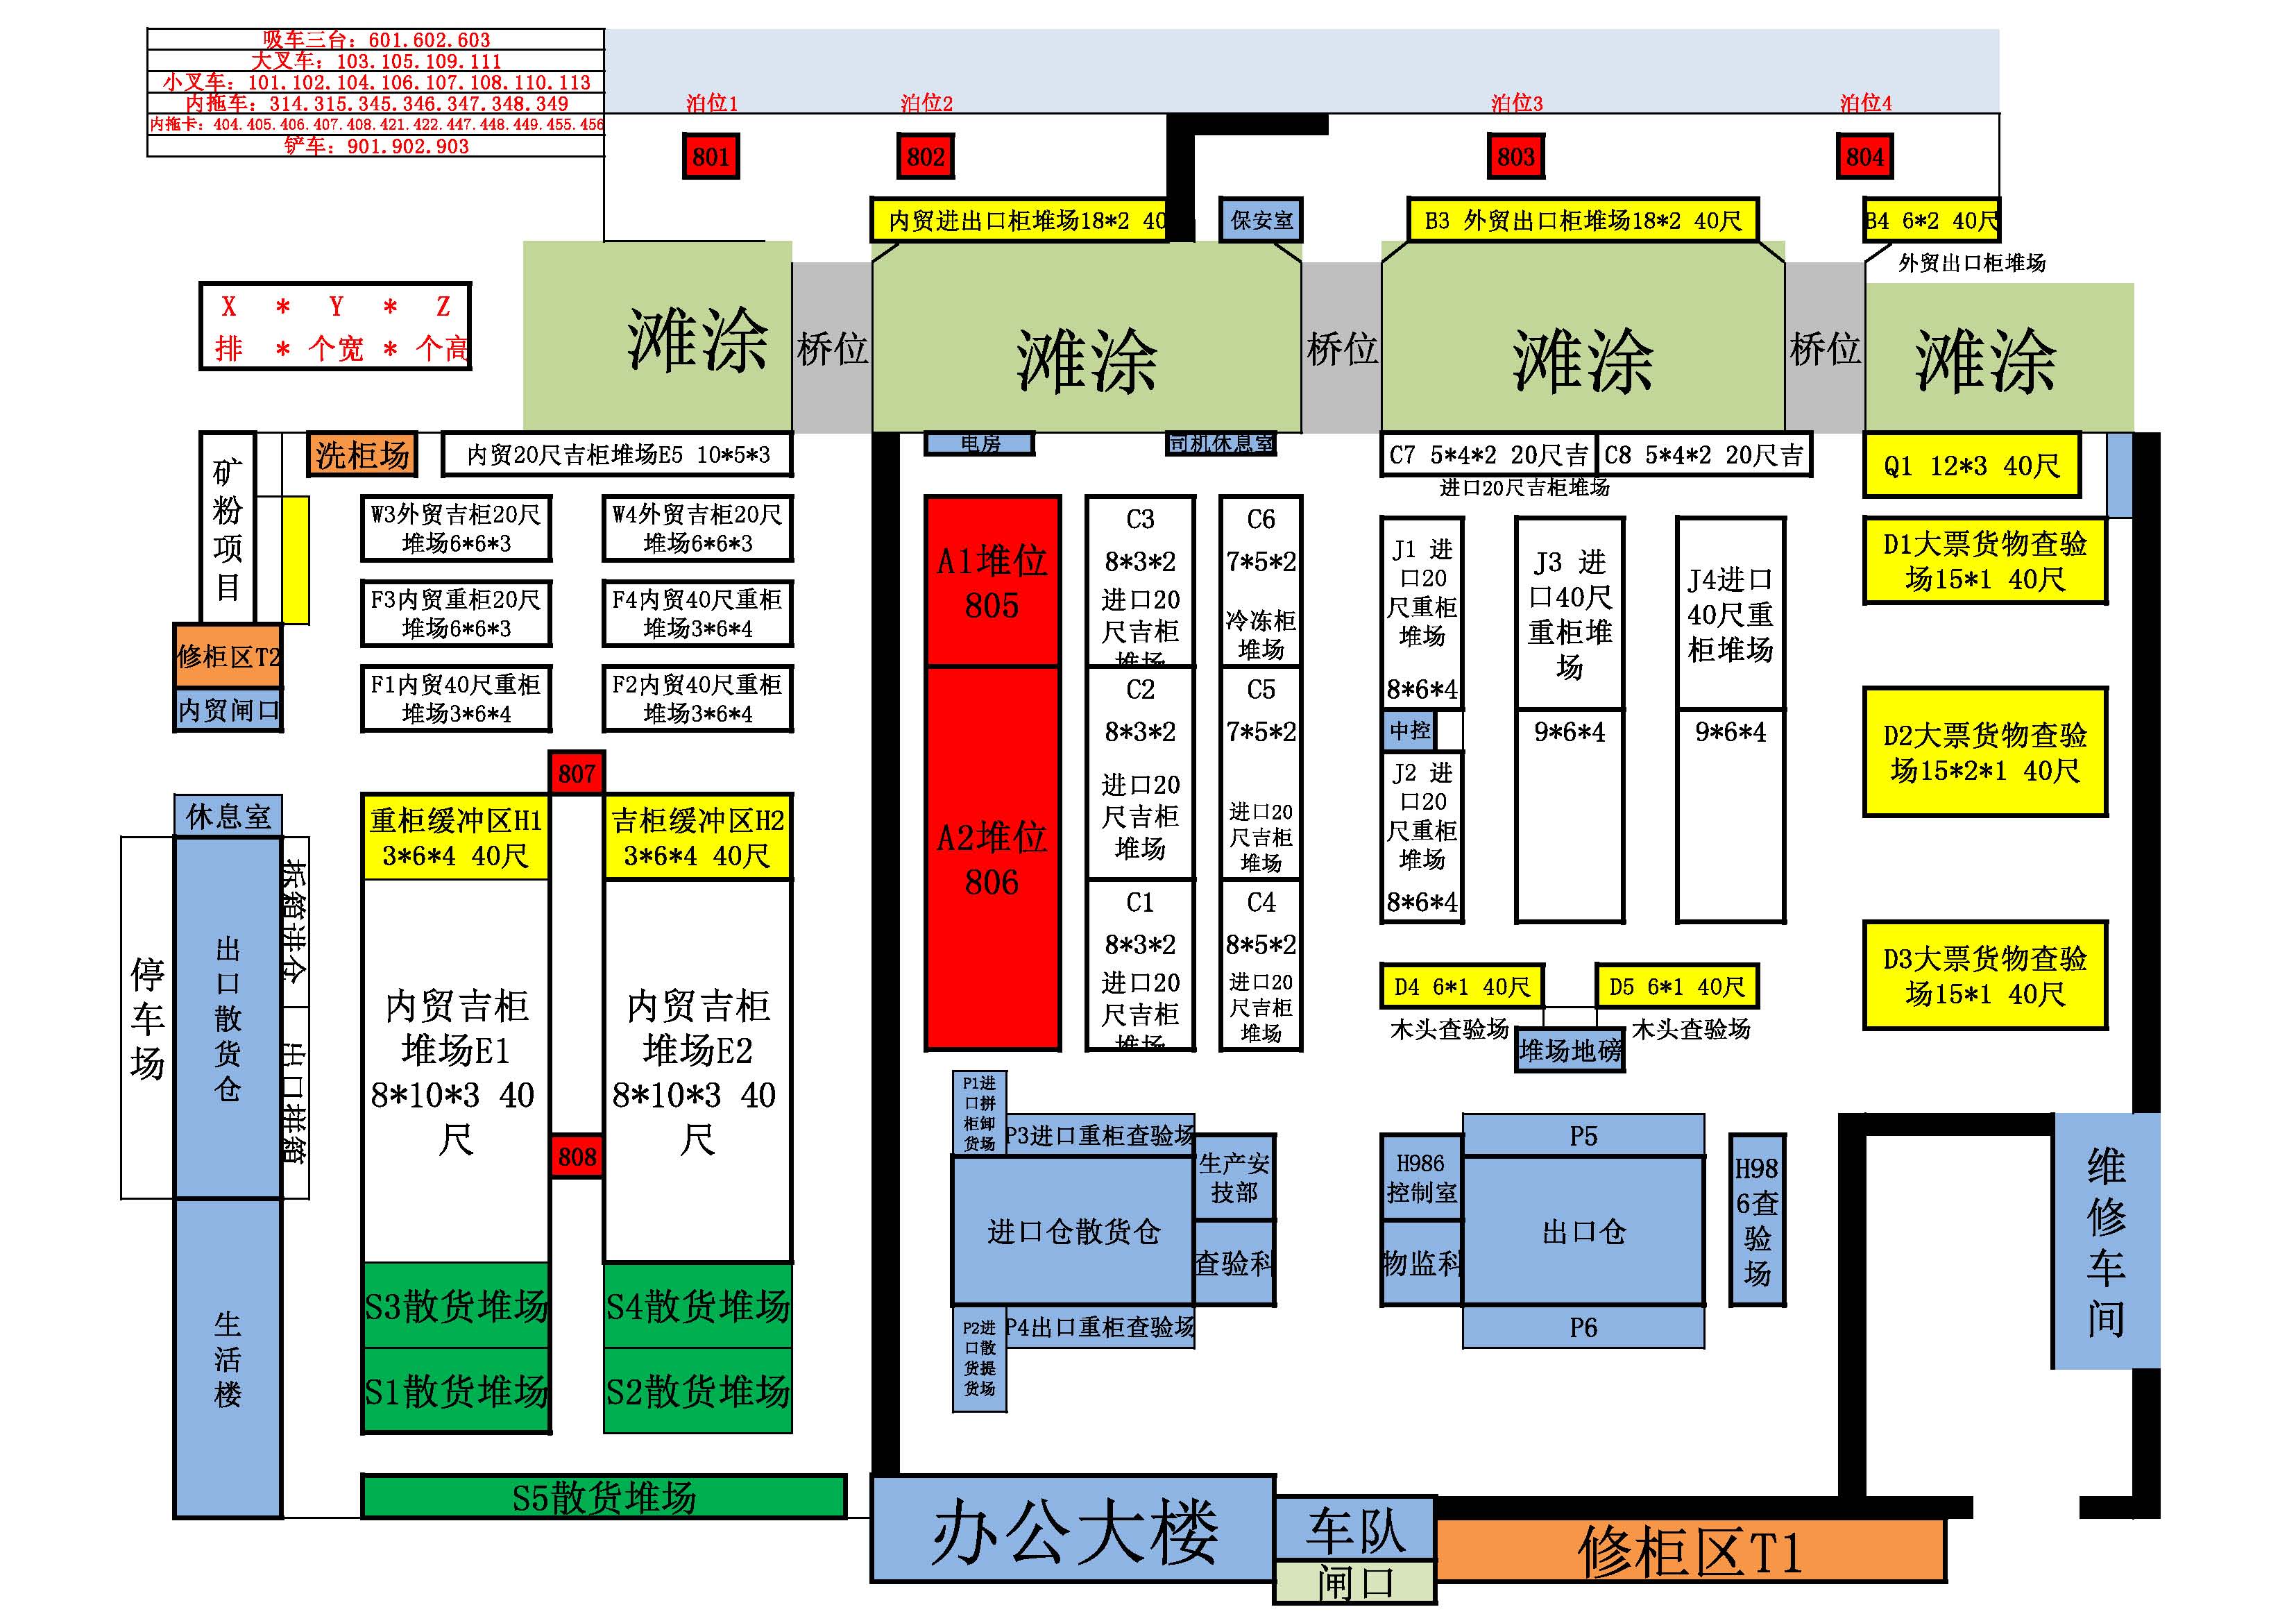 吸车三台：601.602.603
大叉车：103.105.109.111
小叉车：101.102.104.106.107.108.110.113
内拖车：314.315.345.346.347.348.349
内拖卡：404.405.406.407.408.421.422.447.448.449.455.456
铲车：901.902.903
泊位1
泊位2
泊位3
泊位4
801
802
803
804
内贸进出口柜堆场18*2 40
保安室
B3 外贸出口柜堆场18*2 40尺
B4 6*2 40尺
外贸出口柜堆场
X * Y * Z
排 * 个宽 * 个高
滩涂
桥位
滩涂
桥位
滩涂
桥位
滩涂
矿粉项目
洗柜场
内贸20尺吉柜堆场E5 10*5*3
电房
司机休息室
C7 5*4*2 20尺吉
C8 5*4*2 20尺吉
进口20尺吉柜堆场
Q1 12*3 40尺
W3外贸吉柜20尺
堆场6*6*3
W4外贸吉柜20尺
堆场6*6*3
F3内贸重柜20尺
堆场6*6*3
F4内贸40尺重柜
堆场3*6*4
F1内贸40尺重柜
堆场3*6*4
F2内贸40尺重柜
堆场3*6*4
修柜区T2
内贸闸口
A1堆位
805
A2堆位
806
C3
8*3*2
进口20
尺吉柜
堆场
C6
7*5*2
冷冻柜
堆场
C2
8*3*2
进口20
尺吉柜
堆场
C5
7*5*2
进口20
尺吉柜
堆场
C1
8*3*2
进口20
尺吉柜
堆场
C4
8*5*2
进口20
尺吉柜
堆场
J1 进
口20
尺重柜
堆场
8*6*4
中控
J2 进
口20
尺重柜
堆场
8*6*4
J3 进
口40尺
重柜堆
场
9*6*4
J4进口
40尺重
柜堆场
9*6*4
D1大票货物查验
场15*1 40尺
D2大票货物查验
场15*2*1 40尺
D3大票货物查验
场15*1 40尺
D4 6*1 40尺
D5 6*1 40尺
木头查验场
木头查验场
堆场地磅
807
休息室
重柜缓冲区H1
3*6*4 40尺
吉柜缓冲区H2
3*6*4 40尺
停车场
出口散货仓
拆箱进仓
出口拼箱
内贸吉柜
堆场E1
8*10*3 40
尺
内贸吉柜
堆场E2
8*10*3 40
尺
808
生活楼
S3散货堆场
S4散货堆场
S1散货堆场
S2散货堆场
S5散货堆场
P1进
口拼
柜卸
货场
P3进口重柜查验场
进口仓散货仓
生产安
技部
查验科
P2进
口散
货提
货场
P4出口重柜查验场
H986
控制室
物监科
P5
出口仓
P6
H98
6查
验
场
维修车间
办公大楼
车队
闸口
修柜区T1